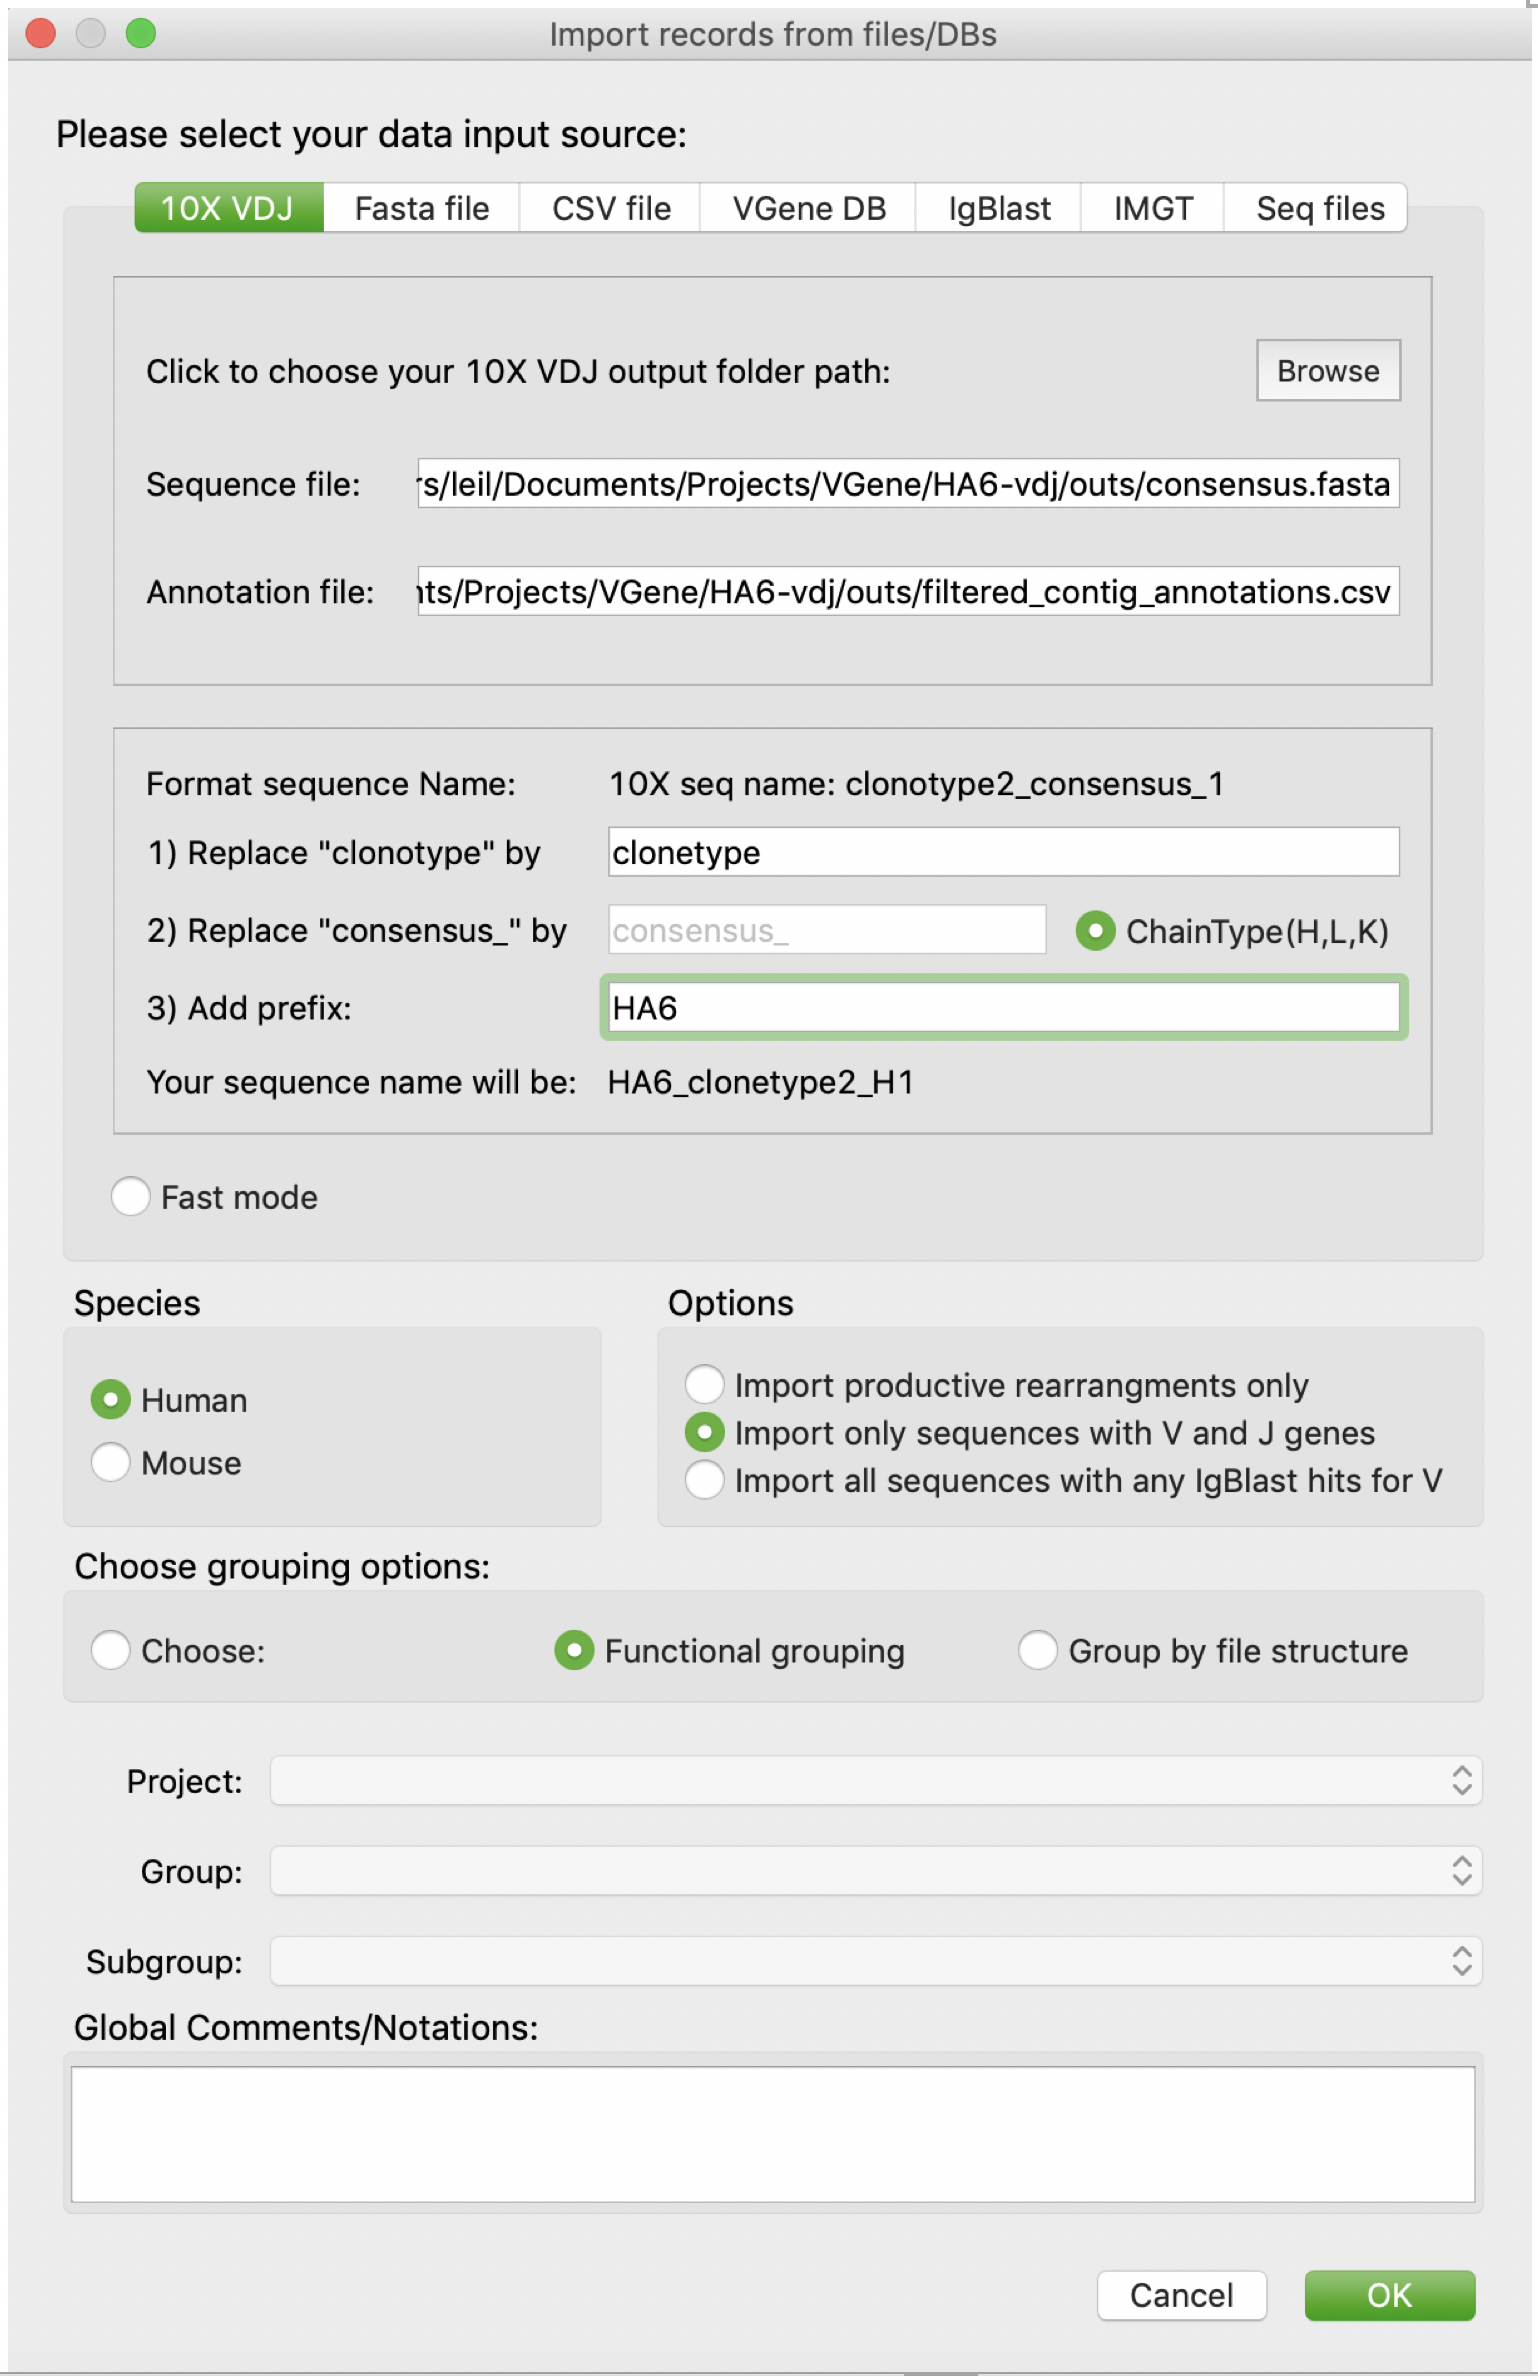 Import records from files/DBs
Please select your data input source:
10X VDJ Fasta file CSV file VGene DB IgBlast IMGT Seq files
Click to choose your 10X VDJ output folder path: Browse
Sequence file: rs/leil/Documents/Projects/VGene/HA6-vdj/outs/consensus.fasta
Annotation file: nts/Projects/VGene/HA6-vdj/outs/filtered_contig_annotations.csv
Format sequence Name: 10X seq name: clonotype2_consensus_1
1) Replace "clonotype" by clonetype
2) Replace "consensus_" by consensus_ ChainType(H,L,K)
3) Add prefix: HA6
Your sequence name will be: HA6_clonetype2_H1
Fast mode
Species
Human
Mouse
Options
Import productive rearrangments only
Import only sequences with V and J genes
Import all sequences with any IgBlast hits for V
Choose grouping options:
Choose: Functional grouping Group by file structure
Project:
Group:
Subgroup:
Global Comments/Notations:
Cancel OK